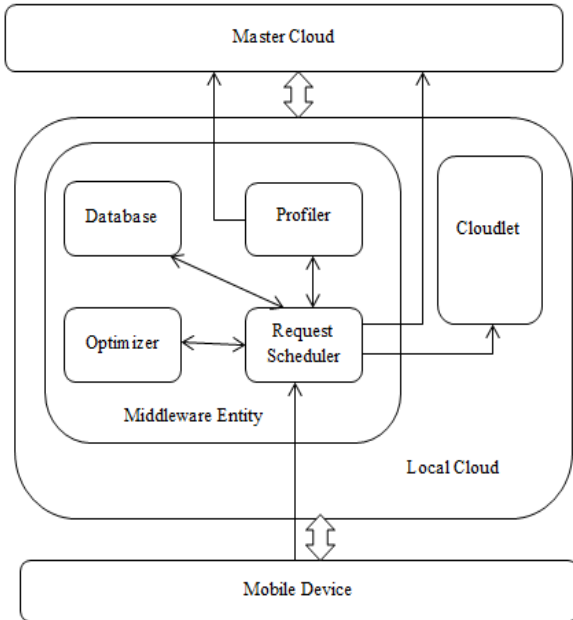 Master Cloud
Database
Profiler
Cloudlet
Optimizer
Request
Scheduler
Middleware Entity
Local Cloud
Mobile Device